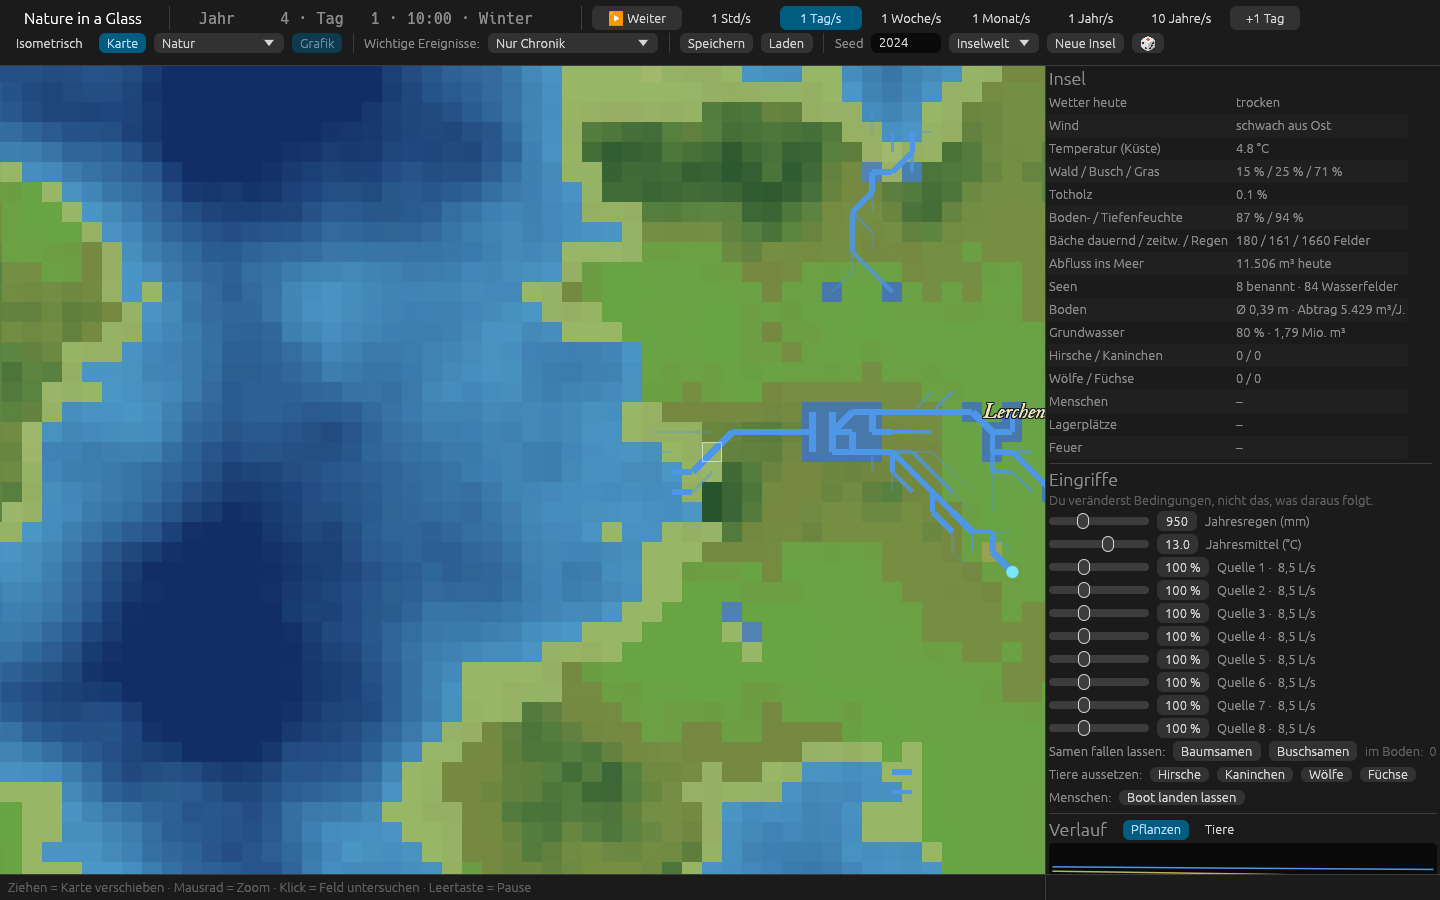 Nature in a Glass
Jahr 4 · Tag 1 · 10:00 · Winter
Weiter 1 Std/s 1 Tag/s 1 Woche/s 1 Monat/s 1 Jahr/s 10 Jahre/s +1 Tag
Isometrisch Karte Natur Grafik Wichtige Ereignisse: Nur Chronik Speichern Laden Seed 2024 Inselwelt Neue Insel
Lerchen
Insel
Wetter heute trocken
Wind schwach aus Ost
Temperatur (Küste) 4.8 °C
Wald / Busch / Gras 15 % / 25 % / 71 %
Totholz 0.1 %
Boden- / Tiefenfeuchte 87 % / 94 %
Bäche dauernd / zeitw. / Regen 180 / 161 / 1660 Felder
Abfluss ins Meer 11.506 m³ heute
Seen 8 benannt · 84 Wasserfelder
Boden Ø 0,39 m · Abtrag 5.429 m³/J.
Grundwasser 80 % · 1,79 Mio. m³
Hirsche / Kaninchen 0 / 0
Wölfe / Füchse 0 / 0
Menschen –
Lagerplätze –
Feuer –
Eingriffe
Du veränderst Bedingungen, nicht das, was daraus folgt.
950 Jahresregen (mm)
13.0 Jahresmittel (°C)
100 % Quelle 1 · 8,5 L/s
100 % Quelle 2 · 8,5 L/s
100 % Quelle 3 · 8,5 L/s
100 % Quelle 4 · 8,5 L/s
100 % Quelle 5 · 8,5 L/s
100 % Quelle 6 · 8,5 L/s
100 % Quelle 7 · 8,5 L/s
100 % Quelle 8 · 8,5 L/s
Samen fallen lassen: Baumsamen Buschsamen im Boden: 0
Tiere aussetzen: Hirsche Kaninchen Wölfe Füchse
Menschen: Boot landen lassen
Verlauf Pflanzen Tiere
Ziehen = Karte verschieben · Mausrad = Zoom · Klick = Feld untersuchen · Leertaste = Pause